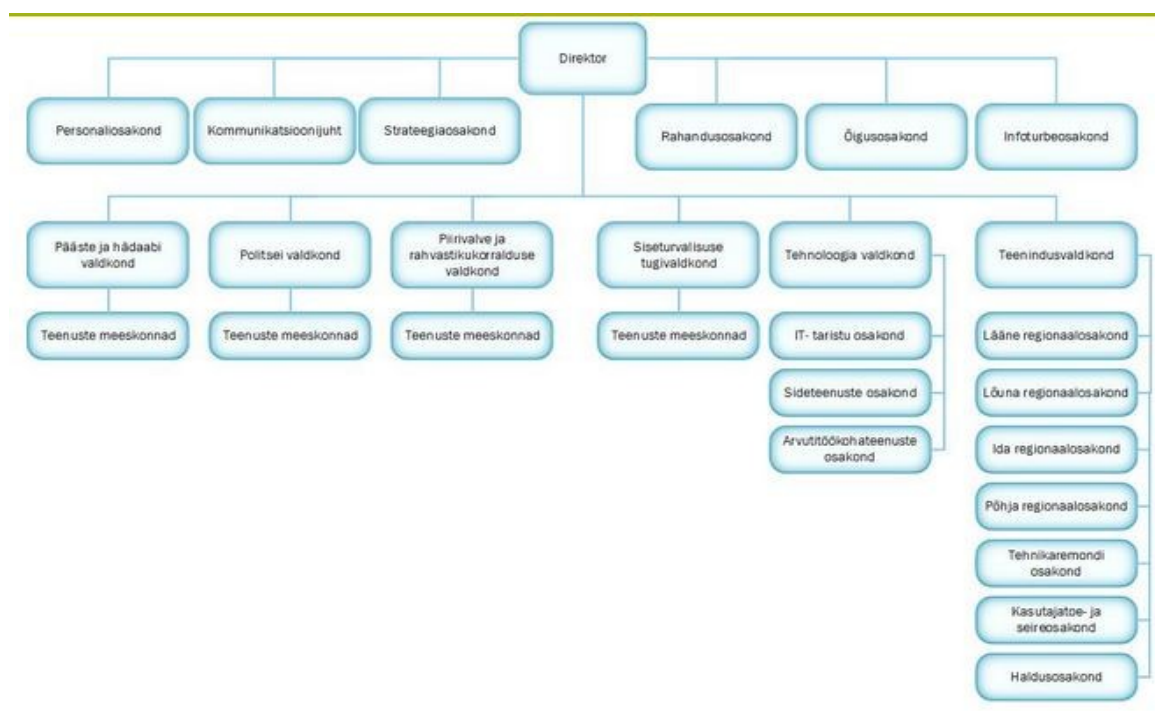 Direktor
Personaliosakond
Kommunikatsioonijuht
Strateegiaosakond
Rahandusosakond
Õigusosakond
Infoturbeosakond
Pääste ja hädaabi
valdkond
Politsei valdkond
Piirivalve ja
rahvastikukorralduse
valdkond
Siseturvalisuse
tugivaldkond
Tehnoloogia valdkond
Teenindusvaldkond
Teenuste meeskonnad
Teenuste meeskonnad
Teenuste meeskonnad
Teenuste meeskonnad
IT- taristu osakond
Sideteenuste osakond
Arvutitöökohateenuste
osakond
Lääne regionaalosakond
Lõuna regionaalosakond
Ida regionaalosakond
Põhja regionaalosakond
Tehnikaremondi
osakond
Kasutajatoe- ja
seireosakond
Haldusosakond